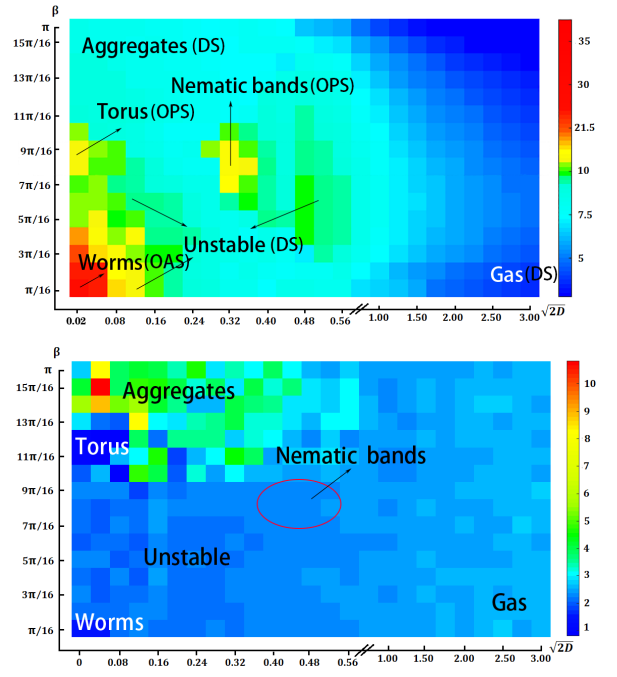 β
π
15π/16
13π/16
11π/16
9π/16
7π/16
5π/16
3π/16
π/16
Aggregates (DS)
Nematic bands(OPS)
Torus(OPS)
Unstable (DS)
Worms(OAS)
Gas(DS)
0.02 0.08 0.16 0.24 0.32 0.40 0.48 0.56 1.00 1.50 2.00 2.50 3.00 √2D
35
21.5
10
7.5
5
β
π
15π/16
13π/16
11π/16
9π/16
7π/16
5π/16
3π/16
π/16
Aggregates
Torus
Nematic bands
Unstable
Gas
Worms
0 0.08 0.24 0.24 0.32 0.40 0.48 0.56 1.00 1.50 2.00 2.50 3.00 √2D
10
8
6
5
4
3
2
1